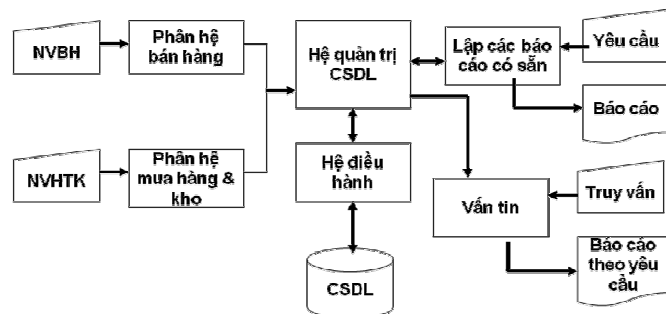 NVBH
Phân hệ
bán hàng
Hệ quản trị
CSDL
Lập các báo
cáo có sẵn
Yêu cầu
Báo cáo
NVHTK
Phân hệ
mua hàng &
kho
Hệ điều
hành
CSDL
Vấn tin
Truy vấn
Báo cáo
theo yêu
cầu